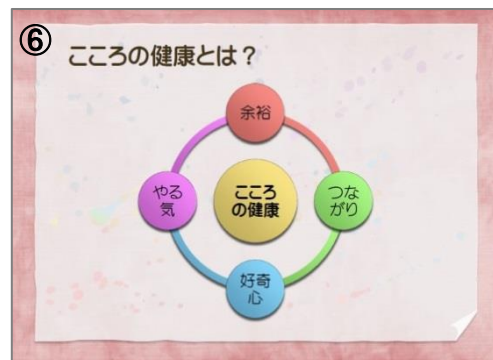 ⑥
こころの健康とは？
余裕
やる
気
こころ
の健康
つな
がり
好奇
心